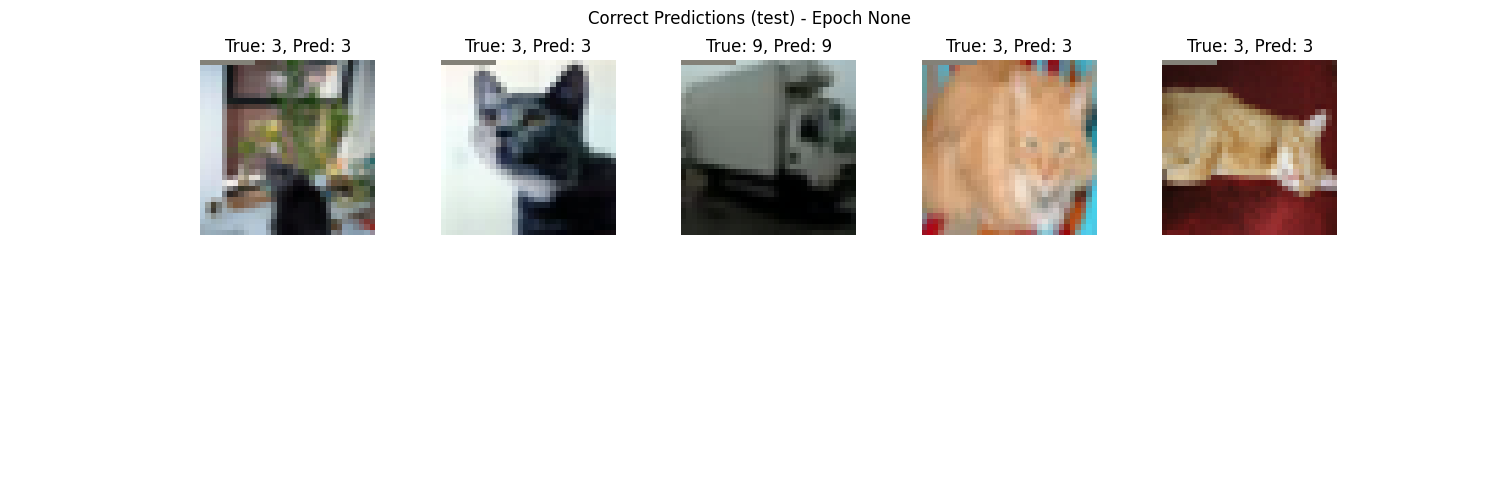 Correct Predictions (test) - Epoch None
True: 3, Pred: 3 True: 3, Pred: 3 True: 9, Pred: 9 True: 3, Pred: 3 True: 3, Pred: 3